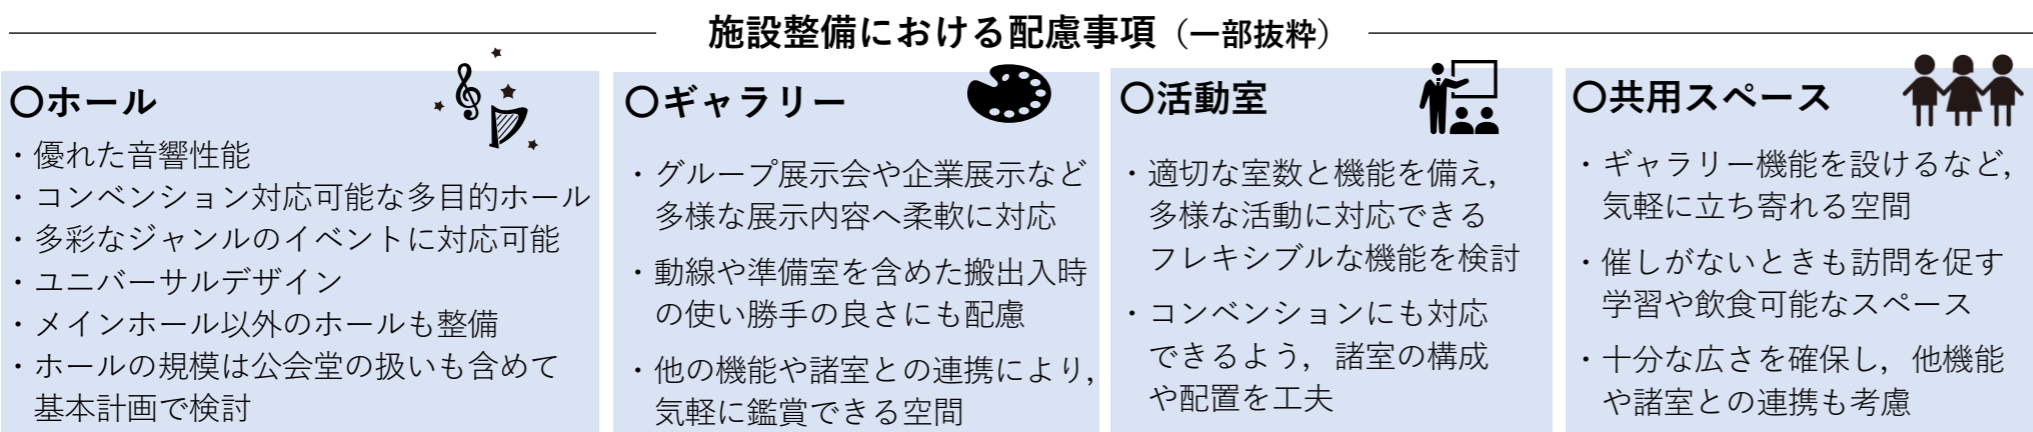 施設整備における配慮事項（一部抜粋）
〇ホール
・優れた音響性能
・コンベンション対応可能な多目的ホール
・多彩なジャンルのイベントに対応可能
・ユニバーサルデザイン
・メインホール以外のホールも整備
・ホールの規模は公会堂の扱いも含めて
基本計画で検討
〇ギャラリー
・グループ展示会や企業展示など
多様な展示内容へ柔軟に対応
・動線や準備室を含めた搬出入時
の使い勝手の良さにも配慮
・他の機能や諸室との連携により，
気軽に鑑賞できる空間
〇活動室
・適切な室数と機能を備え，
多様な活動に対応できる
フレキシブルな機能を検討
・コンベンションにも対応
できるよう，諸室の構成
や配置を工夫
〇共用スペース
・ギャラリー機能を設けるなど，
気軽に立ち寄れる空間
・催しがないときも訪問を促す
学習や飲食可能なスペース
・十分な広さを確保し，他機能
や諸室との連携も考慮